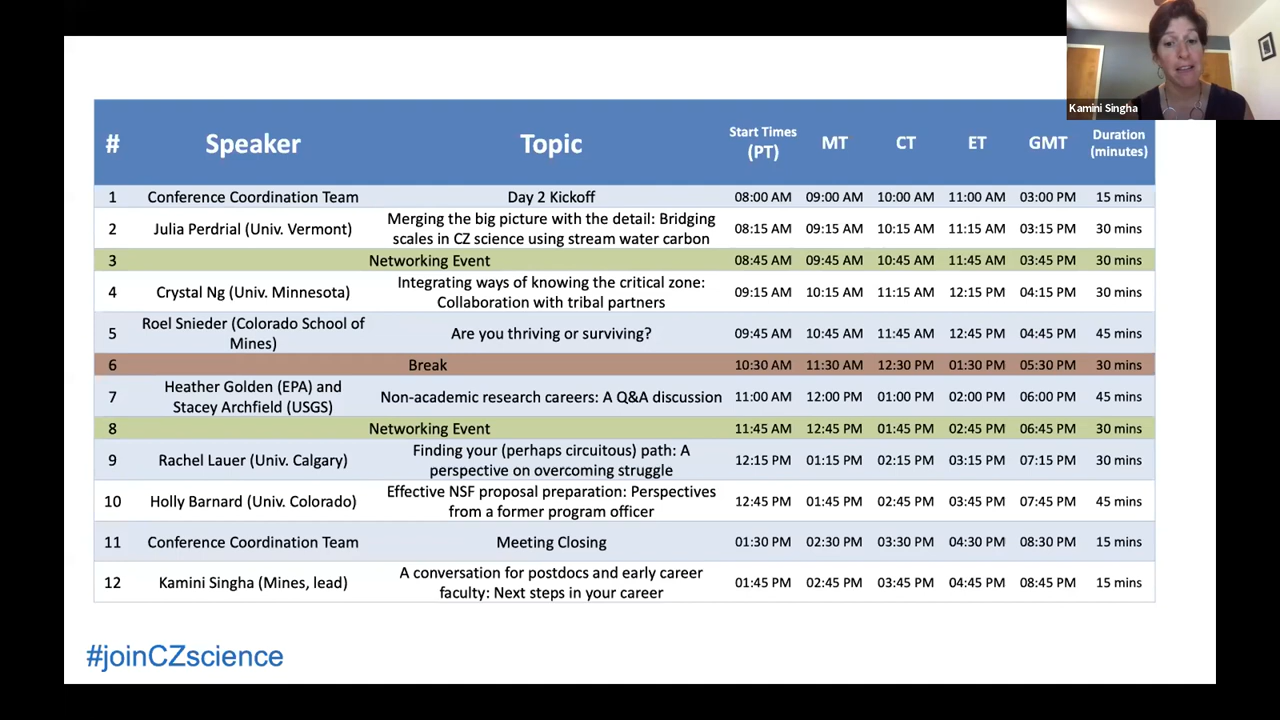 Kamini Singha
# Speaker Topic Start Times (PT) MT CT ET GMT Duration (minutes)
1 Conference Coordination Team Day 2 Kickoff 08:00 AM 09:00 AM 10:00 AM 11:00 AM 03:00 PM 15 mins
2 Julia Perdrial (Univ. Vermont) Merging the big picture with the detail: Bridging scales in CZ science using stream water carbon 08:15 AM 09:15 AM 10:15 AM 11:15 AM 03:15 PM 30 mins
3 Networking Event 08:45 AM 09:45 AM 10:45 AM 11:45 AM 03:45 PM 30 mins
4 Crystal Ng (Univ. Minnesota) Integrating ways of knowing the critical zone: Collaboration with tribal partners 09:15 AM 10:15 AM 11:15 AM 12:15 PM 04:15 PM 30 mins
5 Roel Snieder (Colorado School of Mines) Are you thriving or surviving? 09:45 AM 10:45 AM 11:45 AM 12:45 PM 04:45 PM 45 mins
6 Break 10:30 AM 11:30 AM 12:30 PM 01:30 PM 05:30 PM 30 mins
7 Heather Golden (EPA) and Stacey Archfield (USGS) Non-academic research careers: A Q&A discussion 11:00 AM 12:00 PM 01:00 PM 02:00 PM 06:00 PM 45 mins
8 Networking Event 11:45 AM 12:45 PM 01:45 PM 02:45 PM 06:45 PM 30 mins
9 Rachel Lauer (Univ. Calgary) Finding your (perhaps circuitous) path: A perspective on overcoming struggle 12:15 PM 01:15 PM 02:15 PM 03:15 PM 07:15 PM 30 mins
10 Holly Barnard (Univ. Colorado) Effective NSF proposal preparation: Perspectives from a former program officer 12:45 PM 01:45 PM 02:45 PM 03:45 PM 07:45 PM 45 mins
11 Conference Coordination Team Meeting Closing 01:30 PM 02:30 PM 03:30 PM 04:30 PM 08:30 PM 15 mins
12 Kamini Singha (Mines, lead) A conversation for postdocs and early career faculty: Next steps in your career 01:45 PM 02:45 PM 03:45 PM 04:45 PM 08:45 PM 15 mins
#joinCZscience